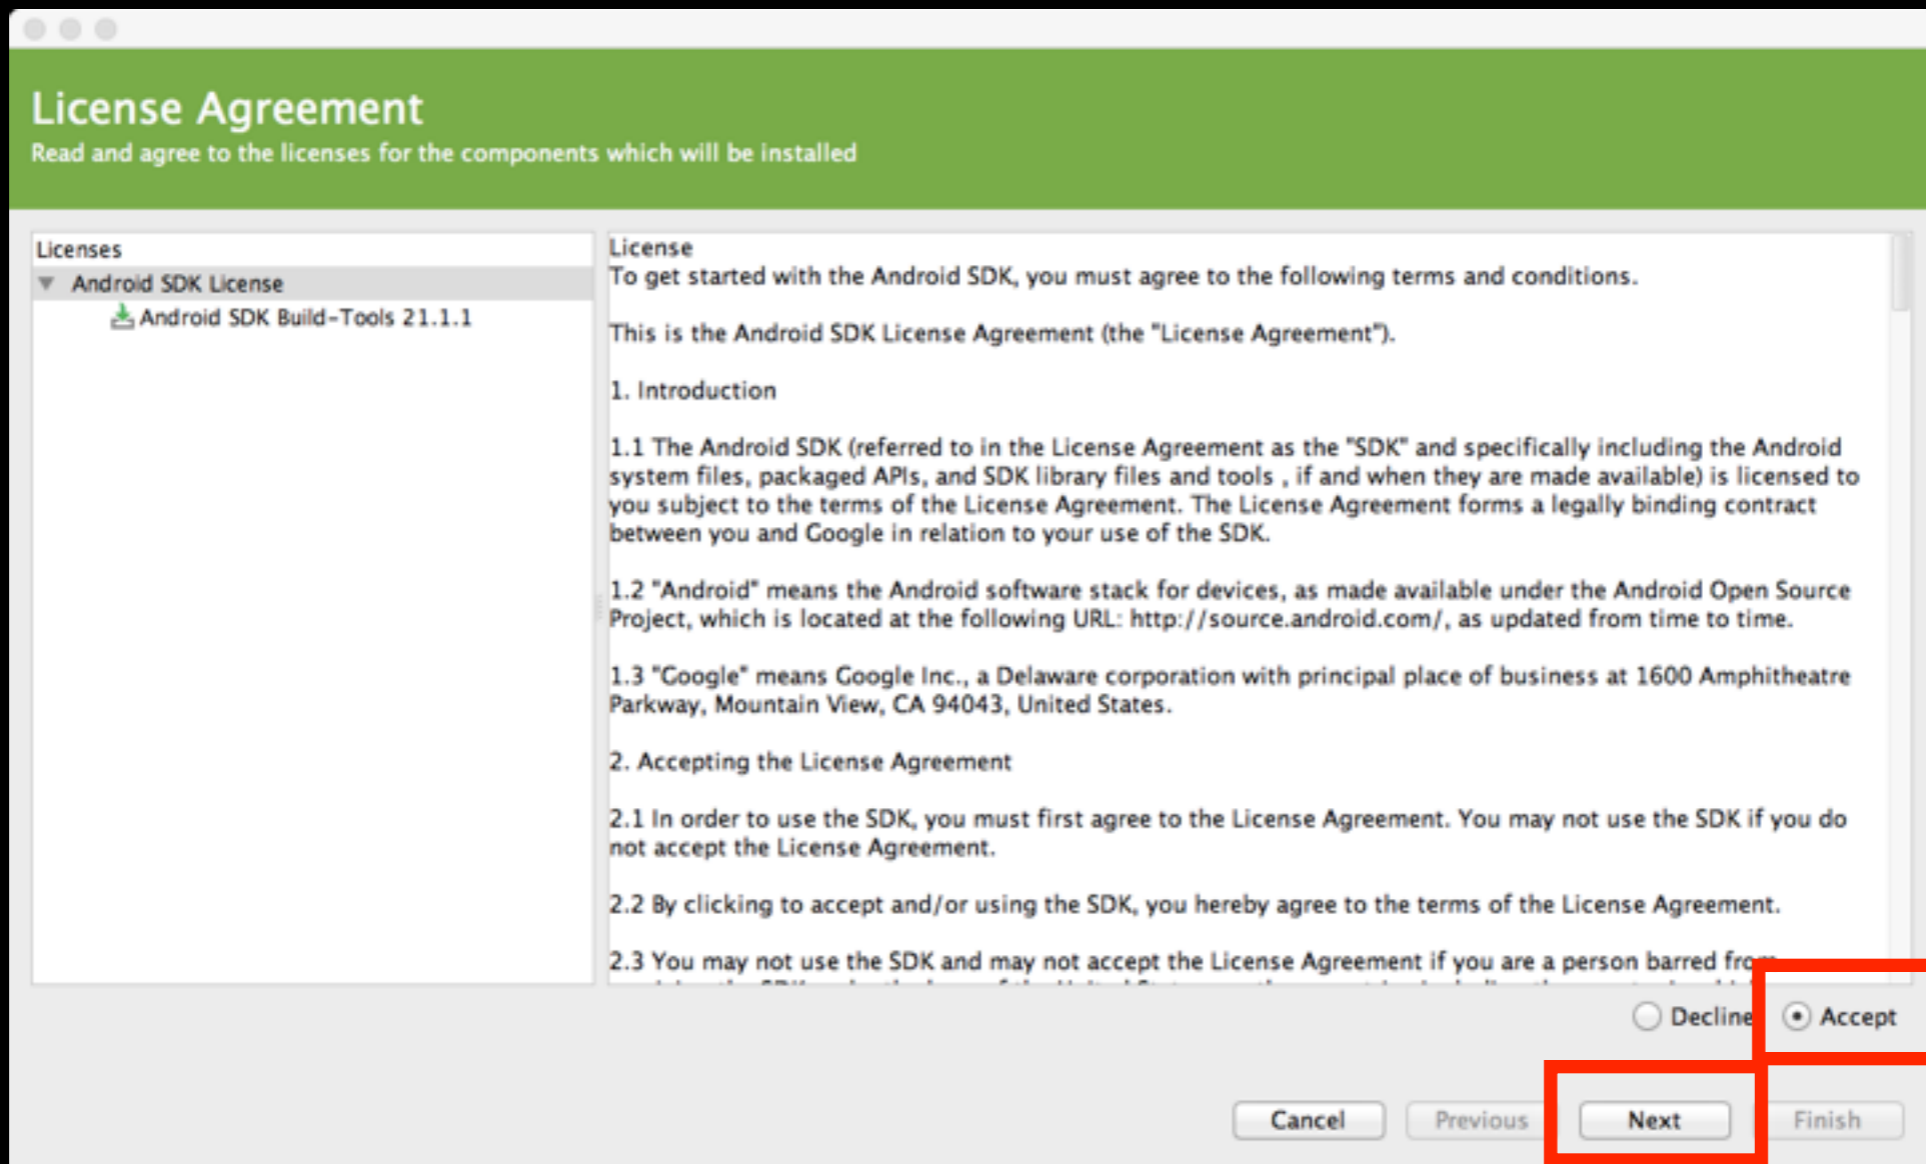 License Agreement
Read and agree to the licenses for the components which will be installed
Licenses
Android SDK License
Android SDK Build-Tools 21.1.1
License
To get started with the Android SDK, you must agree to the following terms and conditions.
This is the Android SDK License Agreement (the "License Agreement").
1. Introduction
1.1 The Android SDK (referred to in the License Agreement as the "SDK" and specifically including the Android
system files, packaged APIs, and SDK library files and tools , if and when they are made available) is licensed to
you subject to the terms of the License Agreement. The License Agreement forms a legally binding contract
between you and Google in relation to your use of the SDK.
1.2 "Android" means the Android software stack for devices, as made available under the Android Open Source
Project, which is located at the following URL: http://source.android.com/, as updated from time to time.
1.3 "Google" means Google Inc., a Delaware corporation with principal place of business at 1600 Amphitheatre
Parkway, Mountain View, CA 94043, United States.
2. Accepting the License Agreement
2.1 In order to use the SDK, you must first agree to the License Agreement. You may not use the SDK if you do
not accept the License Agreement.
2.2 By clicking to accept and/or using the SDK, you hereby agree to the terms of the License Agreement.
2.3 You may not use the SDK and may not accept the License Agreement if you are a person barred from
Decline Accept
Cancel Previous Next Finish